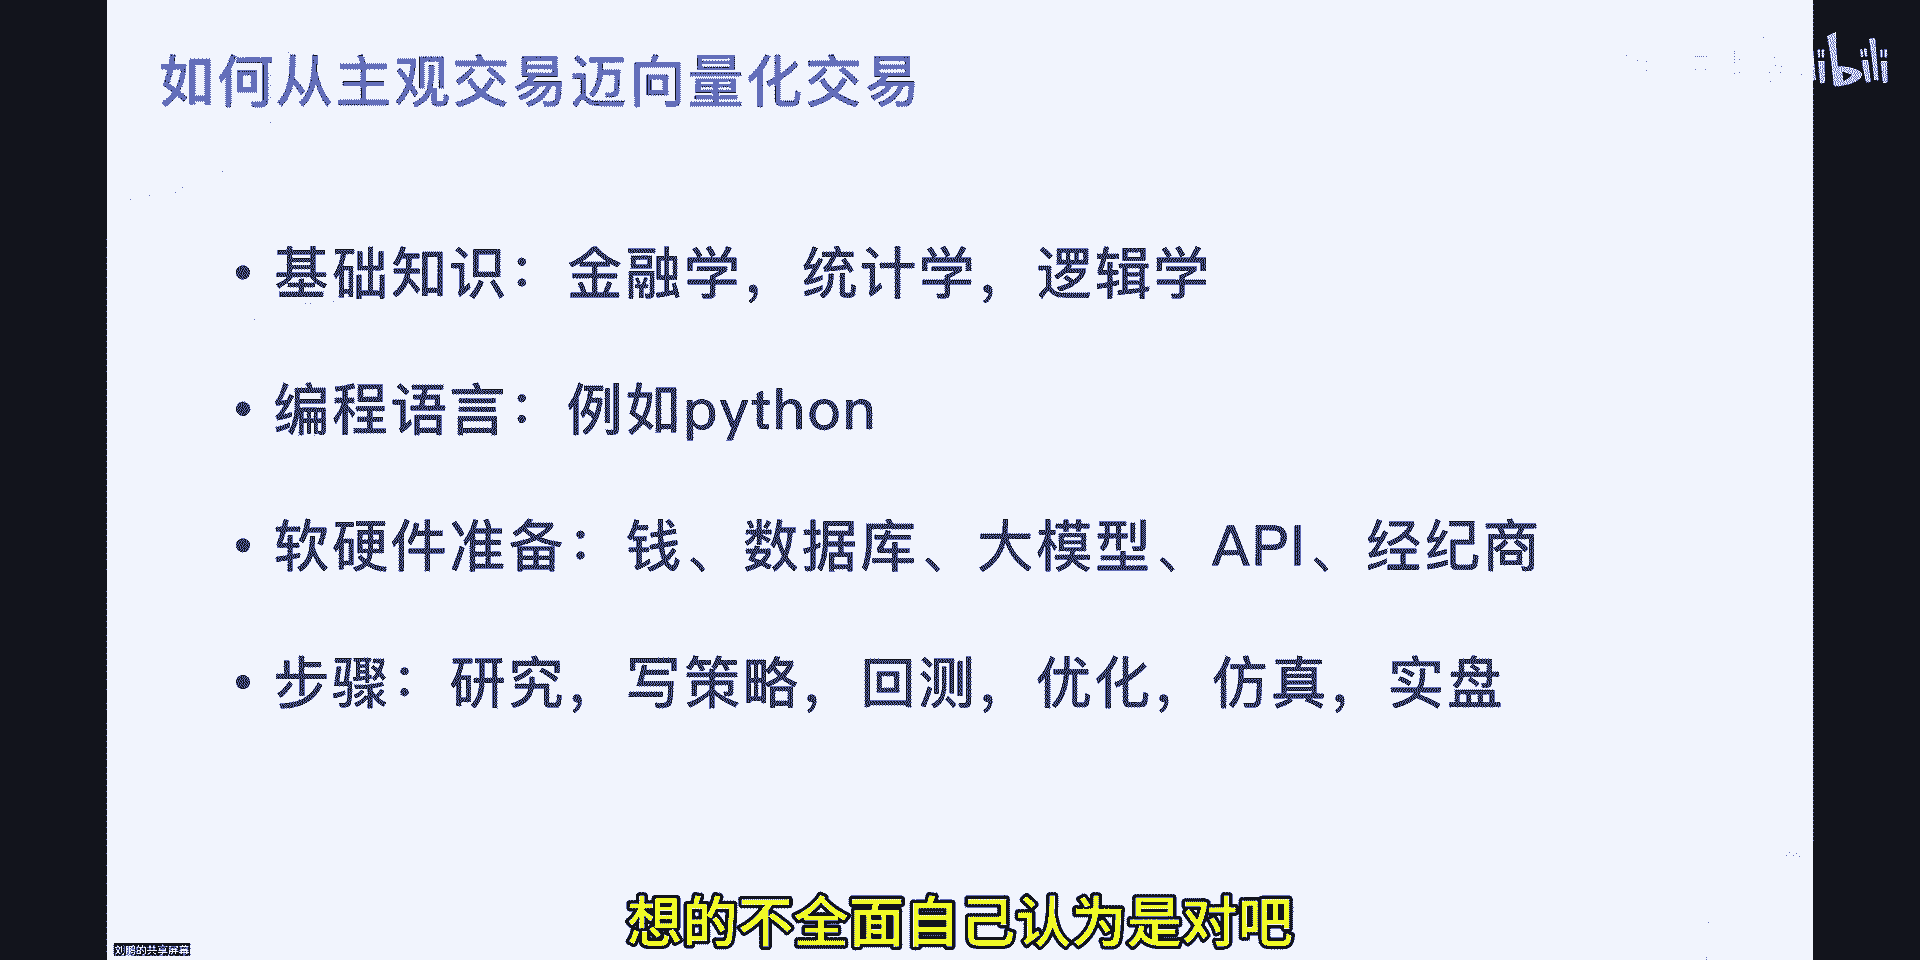 如何从主观交易迈向量化交易
• 基础知识：金融学，统计学，逻辑学
• 编程语言：例如python
• 软硬件准备：钱、数据库、大模型、API、经纪商
• 步骤：研究，写策略，回测，优化，仿真，实盘
想的不全面自己认为是对吧
刘鹏的共享屏幕